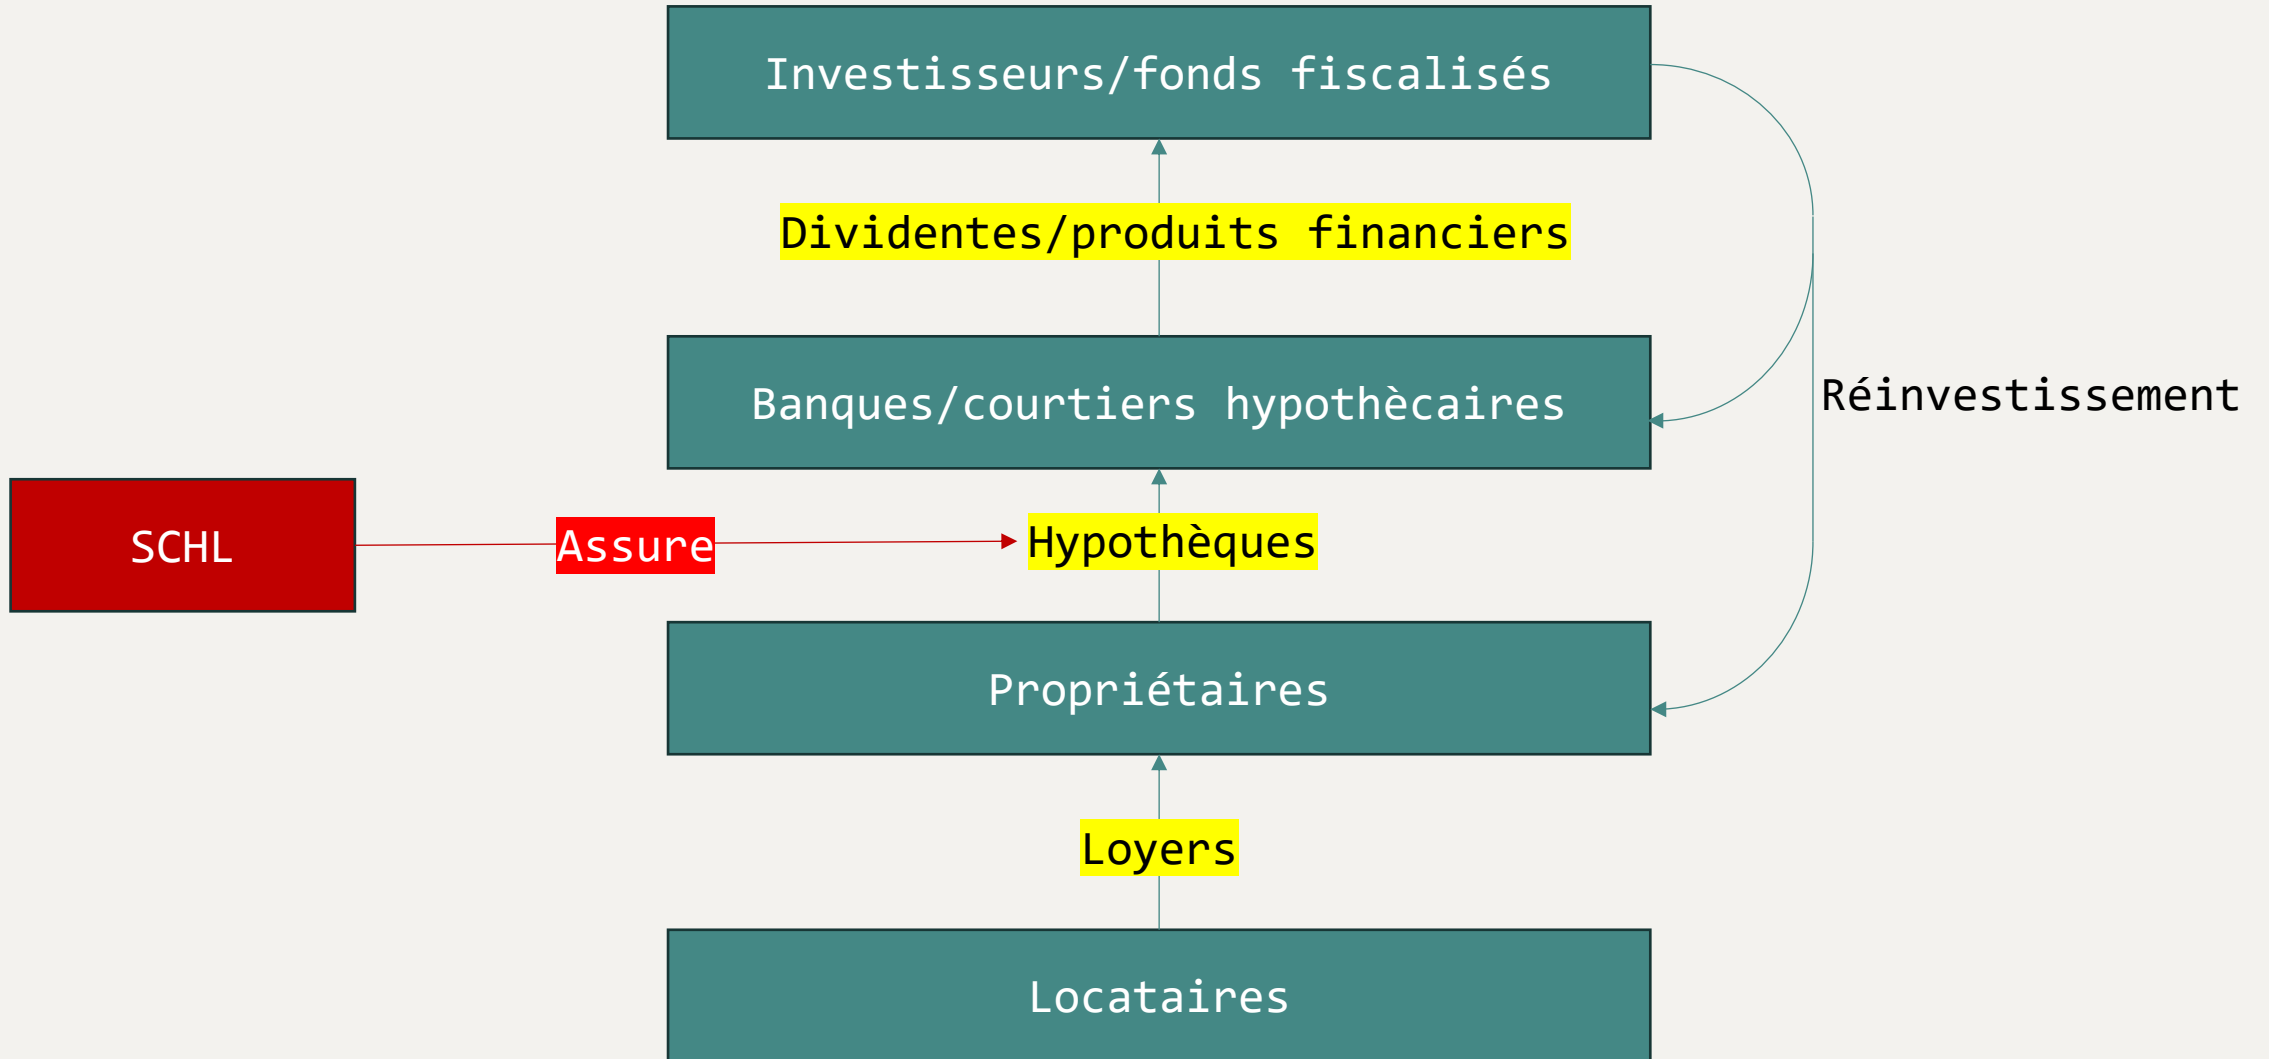 Investisseurs/fonds fiscalisés
Dividentes/produits financiers
Banques/courtiers hypothècaires
Réinvestissement
SCHL
Assure
Hypothèques
Propriétaires
Loyers
Locataires